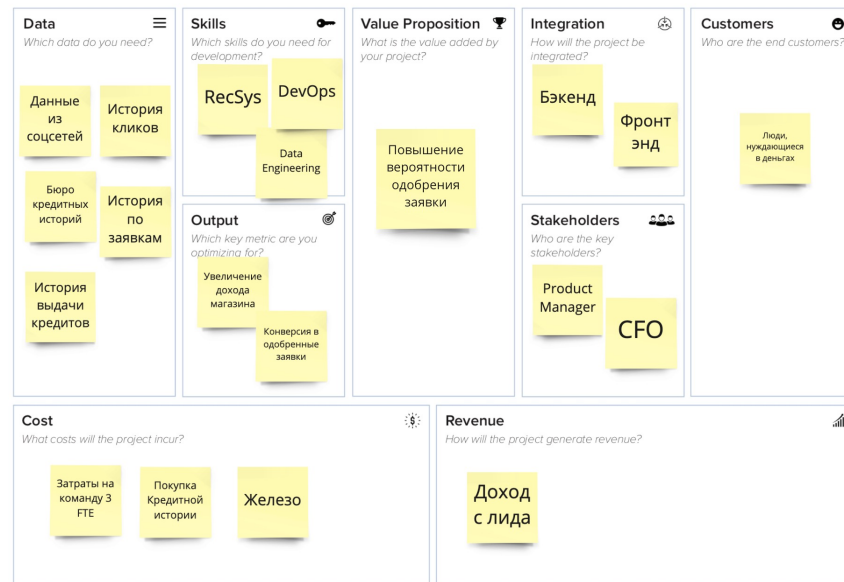 Data
Which data do you need?
Данные
из
соцсетей
История
кликов
Бюро
кредитных
историй
История
по
заявкам
История
выдачи
кредитов
Skills
Which skills do you need for
development?
RecSys
DevOps
Data
Engineering
Output
Which key metric are you
optimizing for?
Увеличение
дохода
магазина
Конверсия в
одобренные
заявки
Value Proposition
What is the value added by
your project?
Повышение
вероятности
одобрения
заявки
Integration
How will the project be
integrated?
Бэкенд
Фронт
энд
Stakeholders
Who are the key
stakeholders?
Product
Manager
CFO
Customers
Who are the end customers?
Люди,
нуждающиеся
в деньгах
Cost
What costs will the project incur?
Затраты на
команду 3
FTE
Покупка
Кредитной
истории
Железо
Revenue
How will the project generate revenue?
Доход
с лида